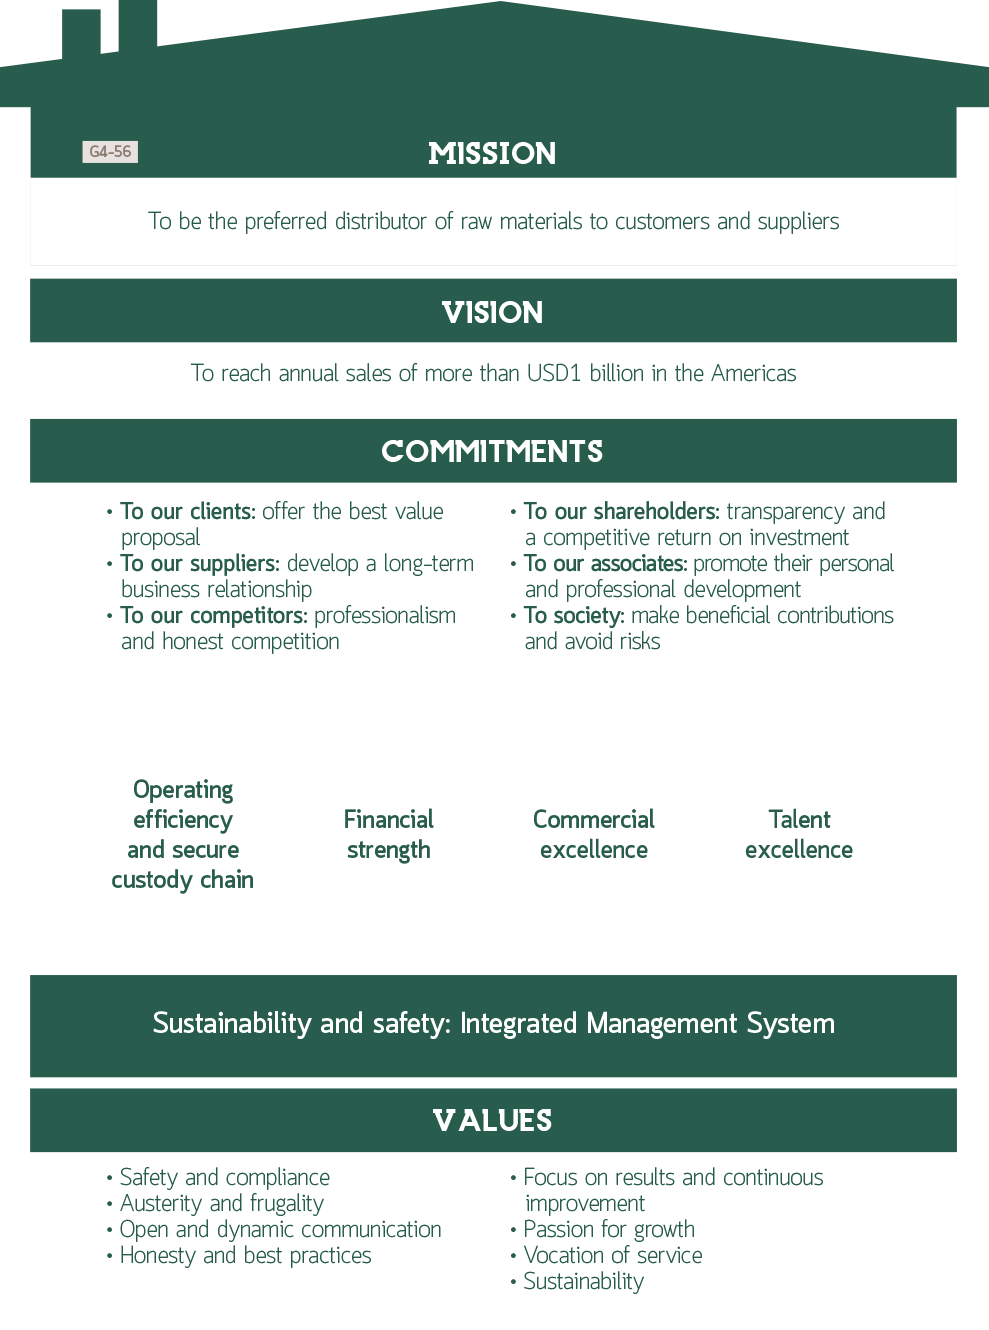 G4-56
MISSION
To be the preferred distributor of raw materials to customers and suppliers
VISION
To reach annual sales of more than USD1 billion in the Americas
COMMITMENTS
• To our clients: offer the best value
proposal
• To our suppliers: develop a long-term
business relationship
• To our competitors: professionalism
and honest competition
• To our shareholders: transparency and
a competitive return on investment
• To our associates: promote their personal
and professional development
• To society: make beneficial contributions
and avoid risks
Operating
efficiency
and secure
custody chain
Financial
strength
Commercial
excellence
Talent
excellence
Sustainability and safety: Integrated Management System
VALUES
• Safety and compliance
• Austerity and frugality
• Open and dynamic communication
• Honesty and best practices
• Focus on results and continuous
improvement
• Passion for growth
• Vocation of service
• Sustainability